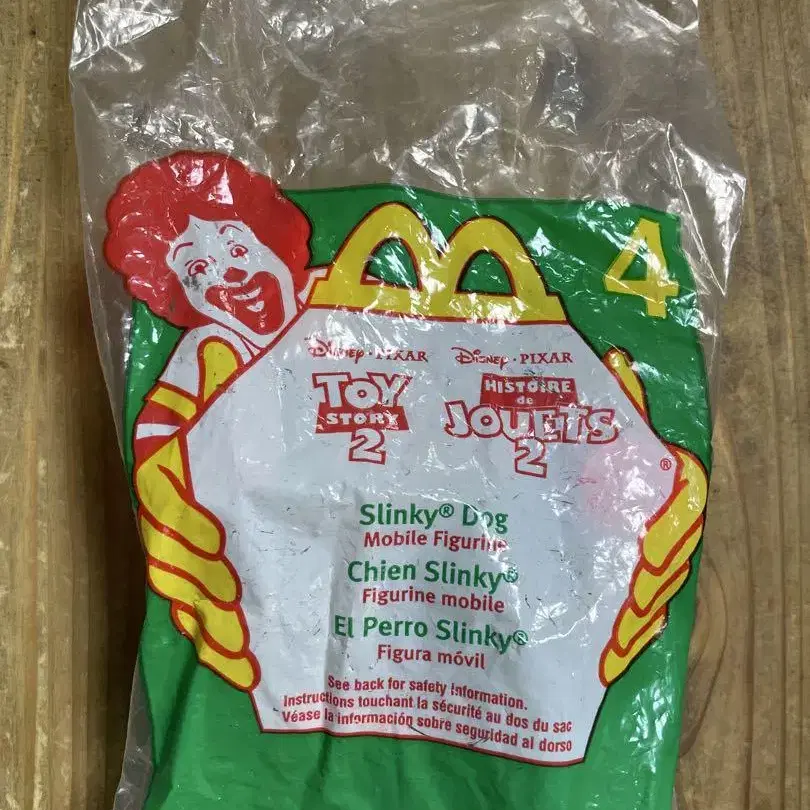 4
Disney · PIXAR
TOY
STORY
2
Disney · PIXAR
HISTOIRE
de
JOUETS
2
®
Slinky® Dog
Mobile Figurine
Chien Slinky®
Figurine mobile
El Perro Slinky®
Figura móvil
See back for safety information.
Instructions touchant la sécurité au dos du sac
Véase la información sobre seguridad al dorso